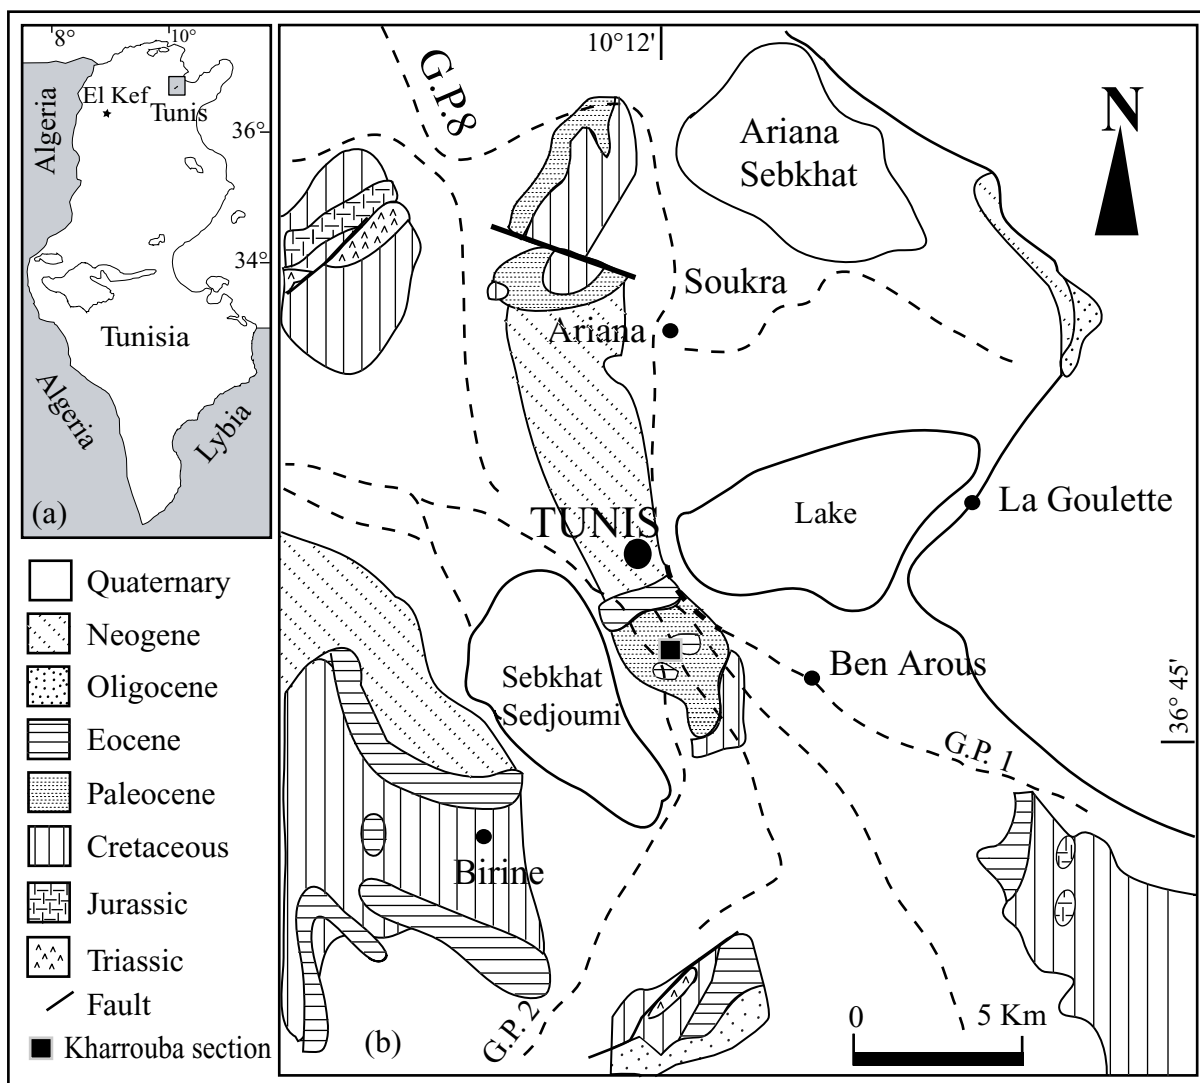 8°
10°
El Kef
Tunis
Algeria
36°
34°
Tunisia
Algeria
Lybia
(a)
Quaternary
Neogene
Oligocene
Eocene
Paleocene
Cretaceous
Jurassic
Triassic
Fault
Kharrouba section
10°12'
G.P.8
N
Ariana
Sebkhat
Soukra
Ariana
TUNIS
Lake
La Goulette
Ben Arous
Sebkhat
Sedjoumi
36° 45'
G.P. 1
Birine
G.P. 2
0
5 Km
(b)